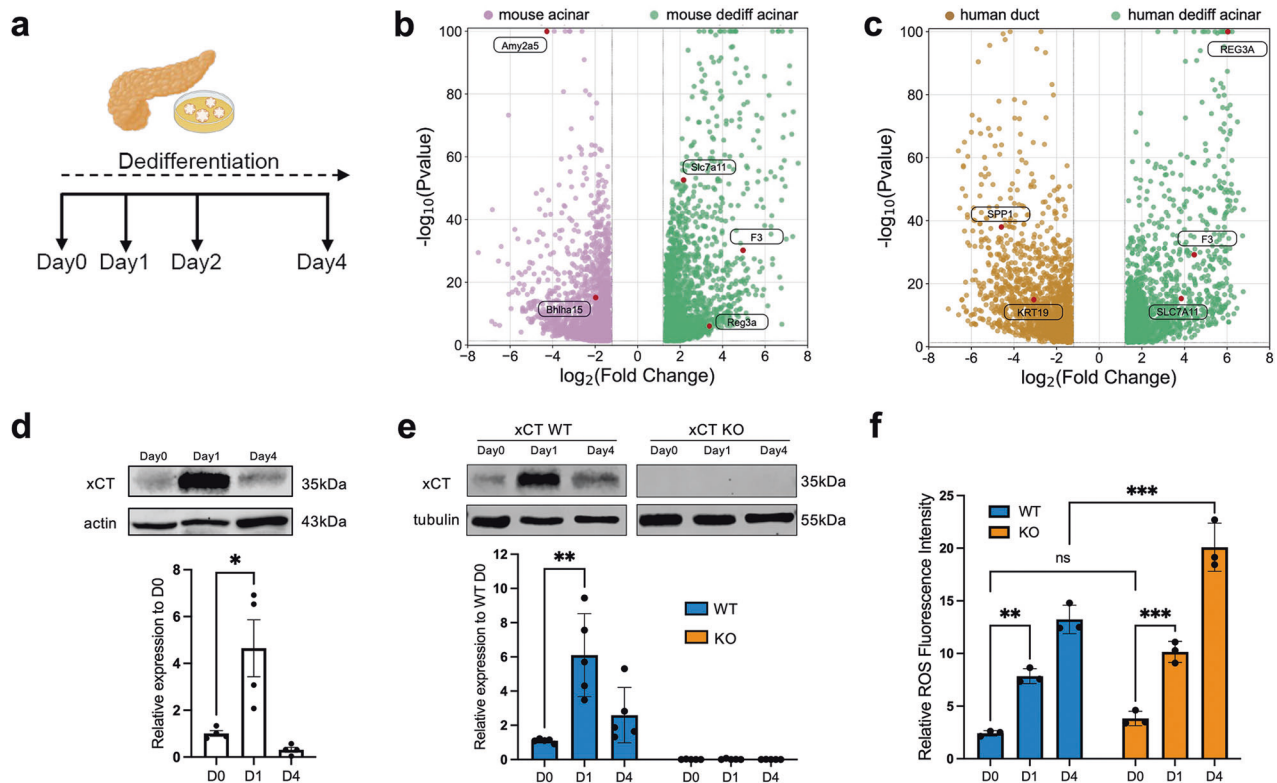 a
Dedifferentiation
Day0 Day1 Day2 Day4
b
mouse acinar mouse dediff acinar
-log10(Pvalue)
100
80
60
40
20
0
Amy2a5
Slc7a11
F3
Bhlha15
Reg3a
−8 −6 −4 −2 0 2 4 6 8
log2(Fold Change)
c
human duct human dediff acinar
-log10(Pvalue)
100
80
60
40
20
0
REG3A
SPP1
F3
KRT19
SLC7A11
-8 -6 -4 -2 0 2 4 6 8
log2(Fold Change)
d
Day0 Day1 Day4
xCT 35kDa
actin 43kDa
Relative expression to D0
8
6
4
2
0
*
D0 D1 D4
e
xCT WT xCT KO
Day0 Day1 Day4 Day0 Day1 Day4
xCT 35kDa
tubulin 55kDa
Relative expression to WT D0
12
10
8
6
4
2
0
**
WT
KO
D0 D1 D4 D0 D1 D4
f
Relative ROS Fluorescence Intensity
25
20
15
10
5
0
WT
KO
***
ns
**
***
D0 D1 D4 D0 D1 D4